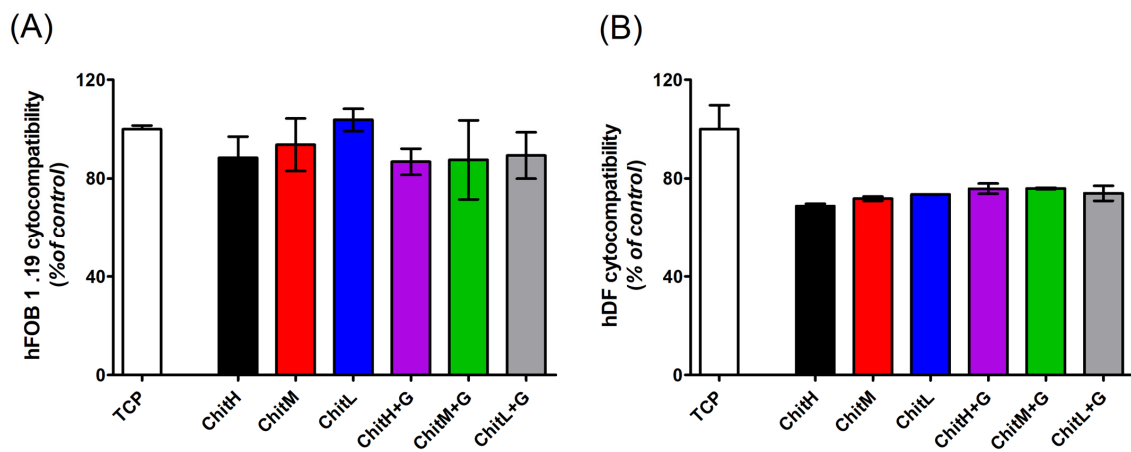 (A)
hFOB 1 .19 cytocompatibility
(%of control)
120
80
40
0
TCP
ChitH
ChitM
ChitL
ChitH+G
ChitM+G
ChitL+G
(B)
hDF cytocompatibility
(% of control)
120
80
40
0
TCP
ChitH
ChitM
ChitL
ChitH+G
ChitM+G
ChitL+G